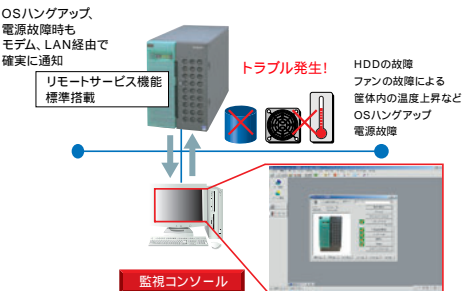 OSハングアップ、
電源故障時も
モデム、LAN経由で
確実に通知
リモートサービス機能
標準搭載
トラブル発生!
HDDの故障
ファンの故障による
筐体内の温度上昇など
OSハングアップ
電源故障
監視コンソール